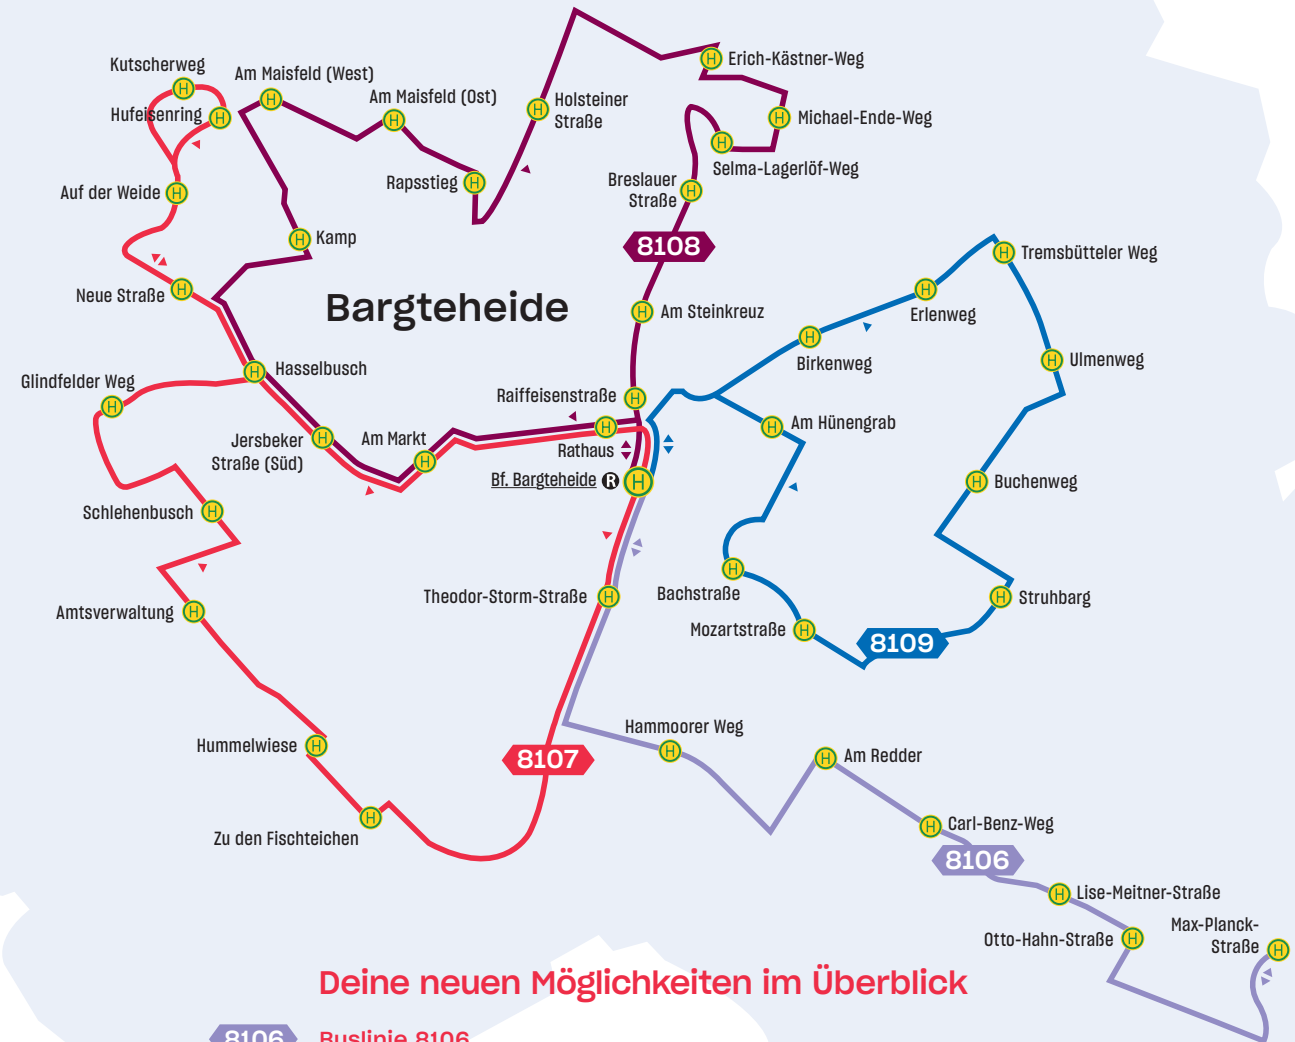 Kutscherweg
Am Maisfeld (West)
Hufeisenring
Am Maisfeld (Ost)
Holsteiner
Straße
Erich-Kästner-Weg
Michael-Ende-Weg
Selma-Lagerlöf-Weg
Rapsstieg
Breslauer
Straße
Auf der Weide
Kamp
8108
Tremsbütteler Weg
Neue Straße
Bargteheide
Am Steinkreuz
Erlenweg
Birkenweg
Ulmenweg
Hasselbusch
Glindfelder Weg
Raiffeisenstraße
Am Hünengrab
Jersbeker
Straße (Süd)
Am Markt
Rathaus
Bf. Bargteheide R
Buchenweg
Schlehenbusch
Theodor-Storm-Straße
Bachstraße
Struhbarg
Amtsverwaltung
Mozartstraße
8109
Hammoorer Weg
Hummelwiese
8107
Am Redder
Zu den Fischteichen
Carl-Benz-Weg
8106
Lise-Meitner-Straße
Otto-Hahn-Straße
Max-Planck-
Straße
Deine neuen Möglichkeiten im Überblick
8106 Buslinie 8106